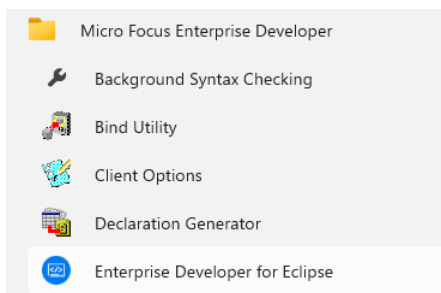 Micro Focus Enterprise Developer
Background Syntax Checking
Bind Utility
Client Options
Declaration Generator
Enterprise Developer for Eclipse